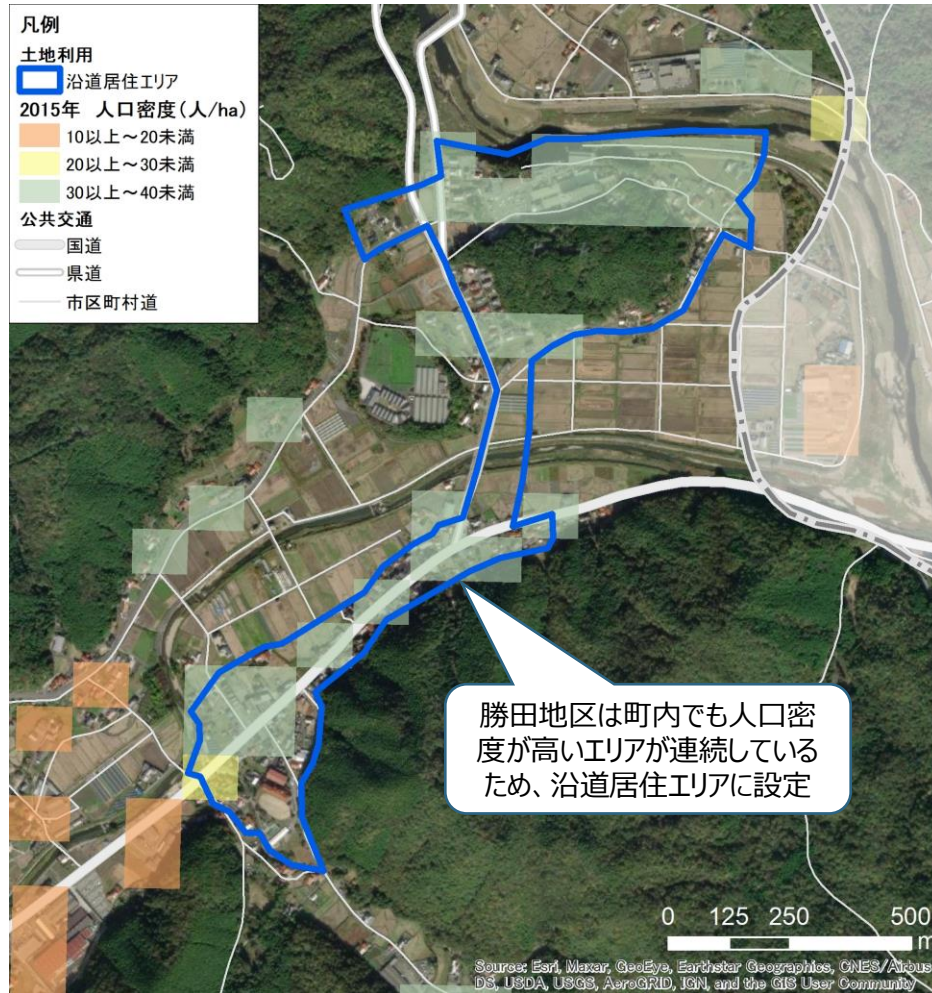 凡例
土地利用
沿道居住エリア
2015年 人口密度(人/ha)
10以上～20未満
20以上～30未満
30以上～40未満
公共交通
国道
県道
市区町村道
勝田地区は町内でも人口密
度が高いエリアが連続している
ため、沿道居住エリアに設定
0 125 250 500
m
Source: Esri, Maxar, GeoEye, Earthstar Geographics, CNES/Airbus
DS, USDA, USGS, AeroGRID, IGN, and the GIS User Community